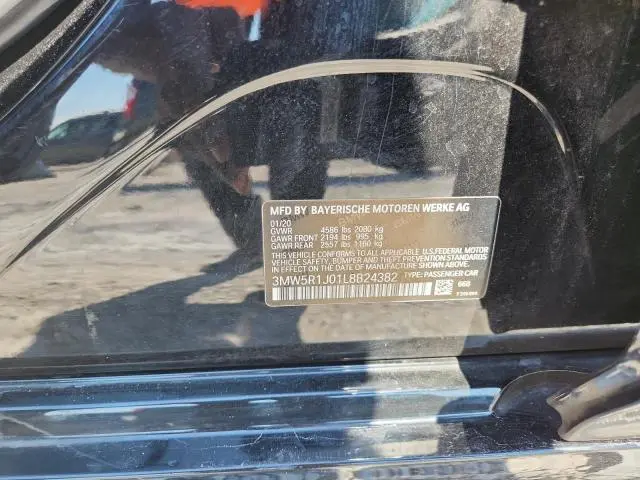 MFD BY BAYERISCHE MOTOREN WERKE AG
01/20
GVWR 4586 lbs 2080 kg
GAWR FRONT 2194 lbs 995 kg
GAWR REAR 2557 lbs 1160 kg
THIS VEHICLE CONFORMS TO ALL APPLICABLE U.S. FEDERAL MOTOR
VEHICLE SAFETY, BUMPER AND THEFT PREVENTION
STANDARDS IN EFFECT ON THE DATE OF MANUFACTURE SHOWN ABOVE.
3MW5R1J01L8B24382 TYPE: PASSENGER CAR
668